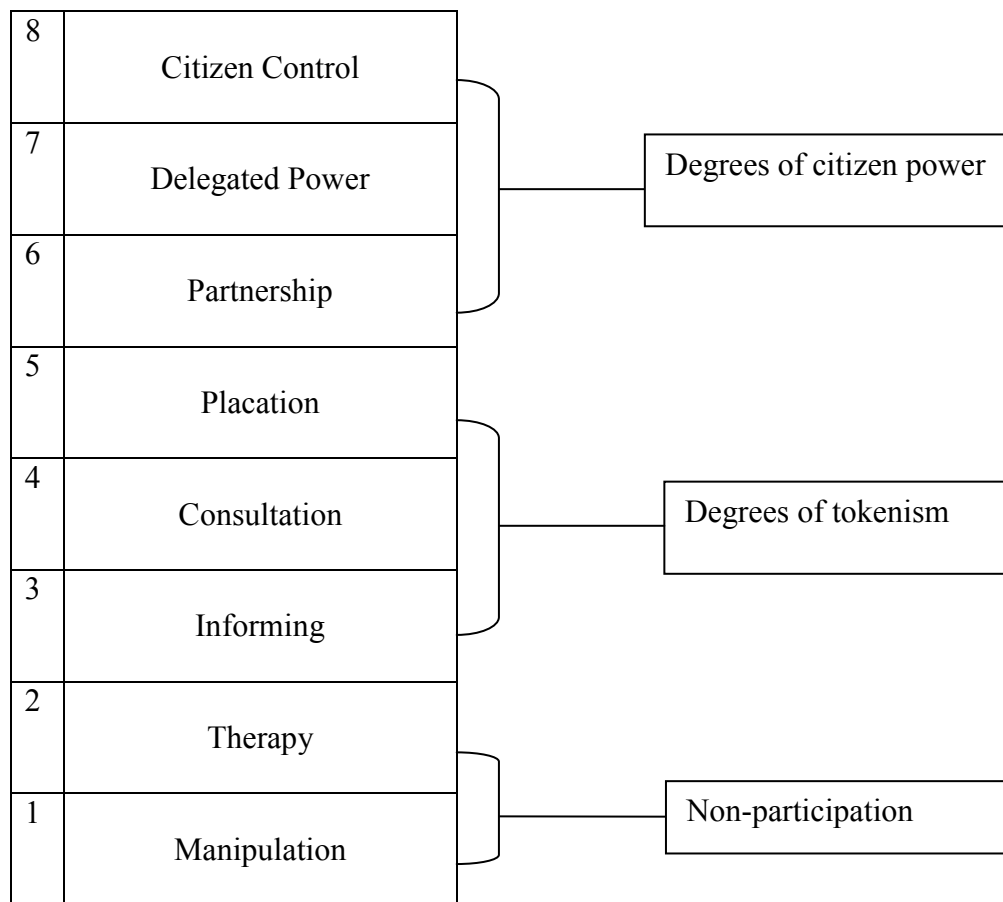 8
Citizen Control
7
Delegated Power
Degrees of citizen power
6
Partnership
5
Placation
4
Consultation
Degrees of tokenism
3
Informing
2
Therapy
1
Manipulation
Non-participation